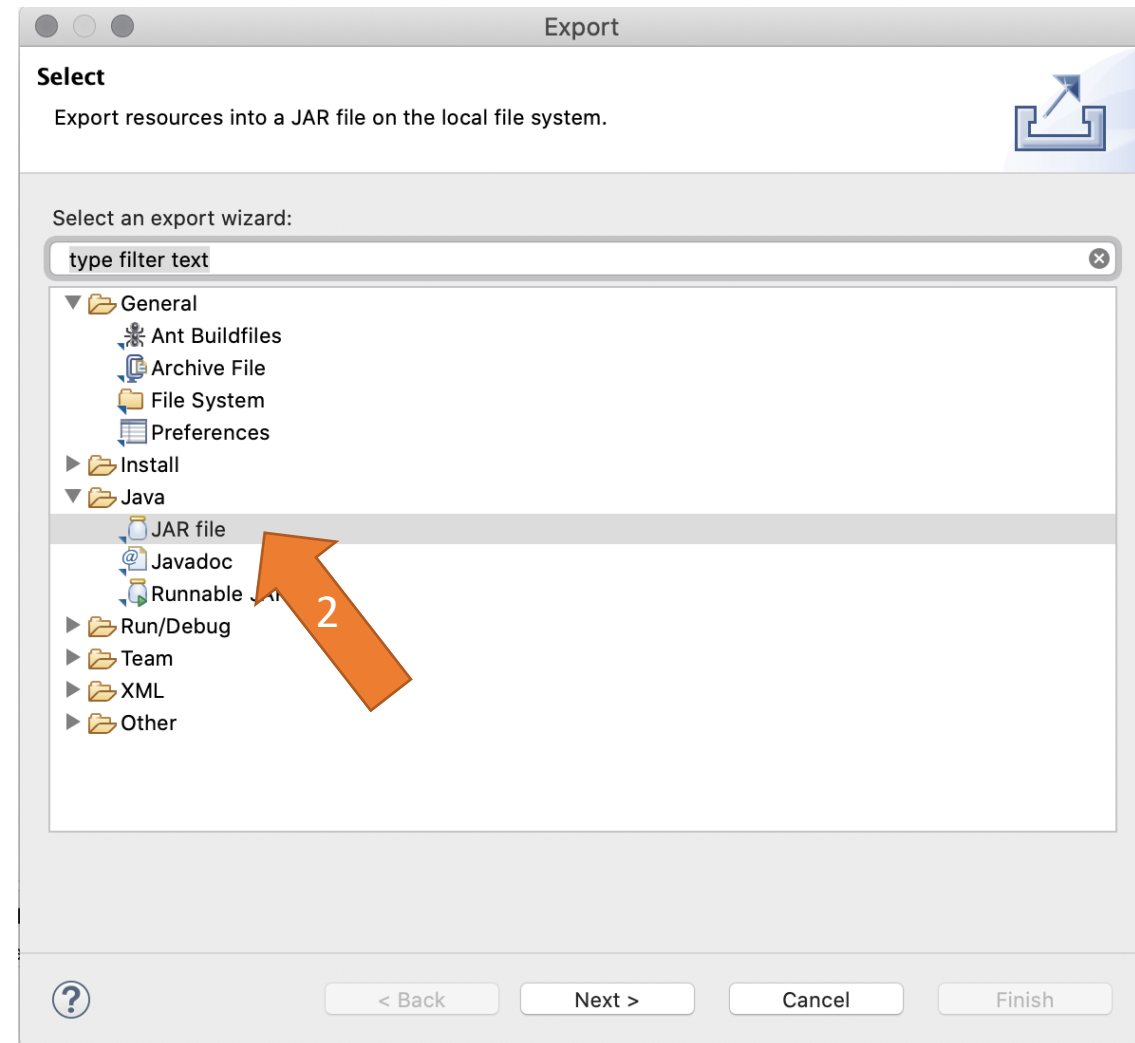 Export
Select
Export resources into a JAR file on the local file system.
Select an export wizard:
type filter text
General
Ant Buildfiles
Archive File
File System
Preferences
Install
Java
JAR file
Javadoc
Runnable
2
Run/Debug
Team
XML
Other
?
< Back
Next >
Cancel
Finish